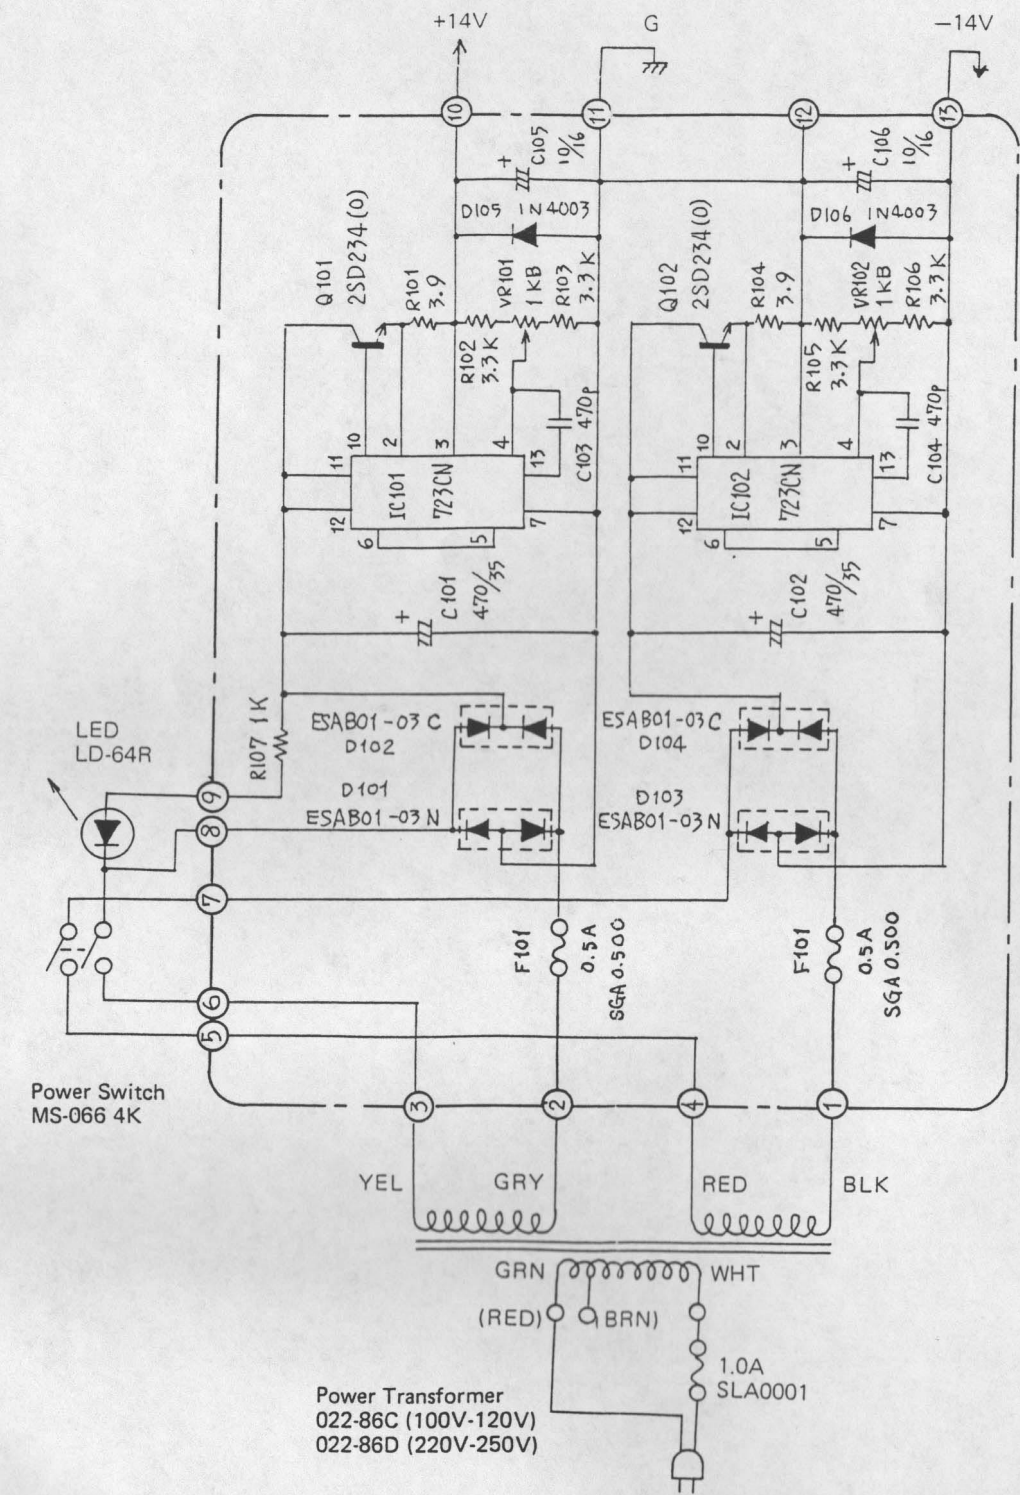 +14V
G
−14V
10
11
12
13
C105
10/16
+
C106
10/16
+
D105 1N4003
D106 1N4003
Q101
2SD234(O)
R101
3.9
VR101
1KB
R103
3.3K
R102
3.3K
Q102
2SD234(O)
R104
3.9
VR102
1KB
R106
3.3K
R105
3.3K
C103 470P
C104 470P
10
2
3
4
11
13
12
7
6
5
IC101
723CN
10
2
3
4
11
13
12
7
6
5
IC102
723CN
+
C101
470/35
+
C102
470/35
R107 1K
LED
LD-64R
ESAB01-03C
D102
D101
ESAB01-03N
ESAB01-03C
D104
D103
ESAB01-03N
9
8
7
6
5
F101
0.5A
SGA0.500
F101
0.5A
SGA0.500
Power Switch
MS-066 4K
3
2
4
1
YEL
GRY
RED
BLK
GRN
WHT
(RED)
(BRN)
1.0A
SLA0001
Power Transformer
022-86C (100V-120V)
022-86D (220V-250V)